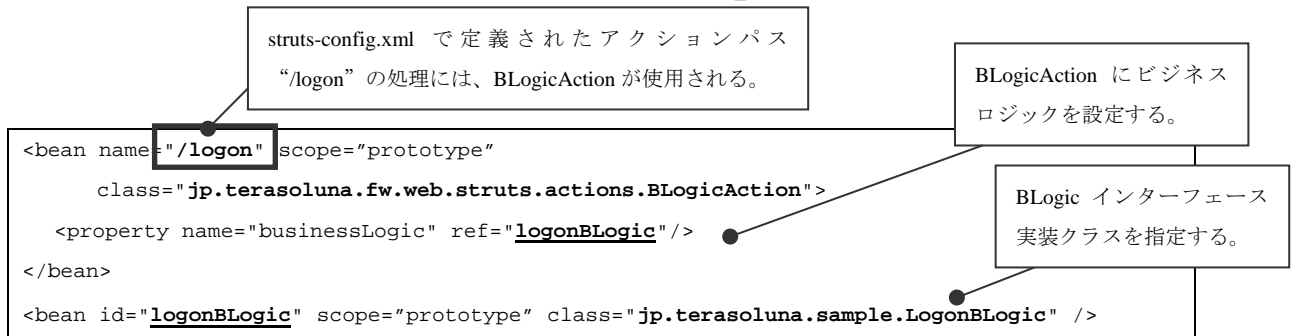 struts-config.xml で定義されたアクションパス
“/logon”の処理には、BLogicAction が使用される。
BLogicAction にビジネス
ロジックを設定する。
<bean name="/logon" scope=”prototype”
class="jp.terasoluna.fw.web.struts.actions.BLogicAction">
BLogic インターフェース
実装クラスを指定する。
<property name="businessLogic" ref="logonBLogic"/>
</bean>
<bean id="logonBLogic" scope=”prototype” class="jp.terasoluna.sample.LogonBLogic" />